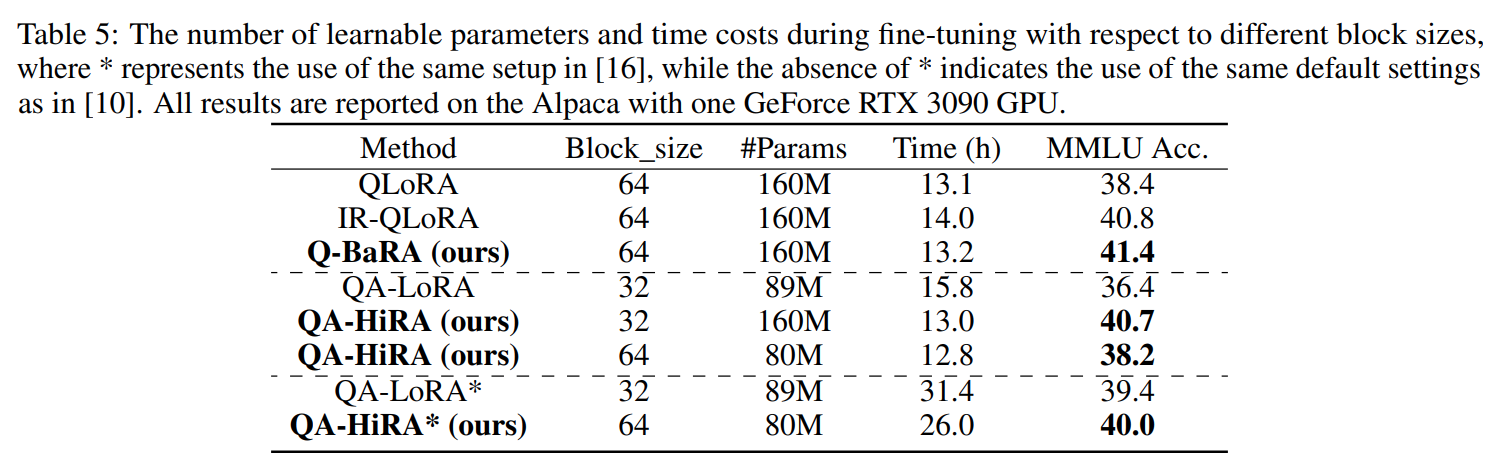 Table 5: The number of learnable parameters and time costs during fine-tuning with respect to different block sizes,
where * represents the use of the same setup in [16], while the absence of * indicates the use of the same default settings
as in [10]. All results are reported on the Alpaca with one GeForce RTX 3090 GPU.
Method Block_size #Params Time (h) MMLU Acc.
QLoRA 64 160M 13.1 38.4
IR-QLoRA 64 160M 14.0 40.8
Q-BaRA (ours) 64 160M 13.2 41.4
QA-LoRA 32 89M 15.8 36.4
QA-HiRA (ours) 32 160M 13.0 40.7
QA-HiRA (ours) 64 80M 12.8 38.2
QA-LoRA* 32 89M 31.4 39.4
QA-HiRA* (ours) 64 80M 26.0 40.0